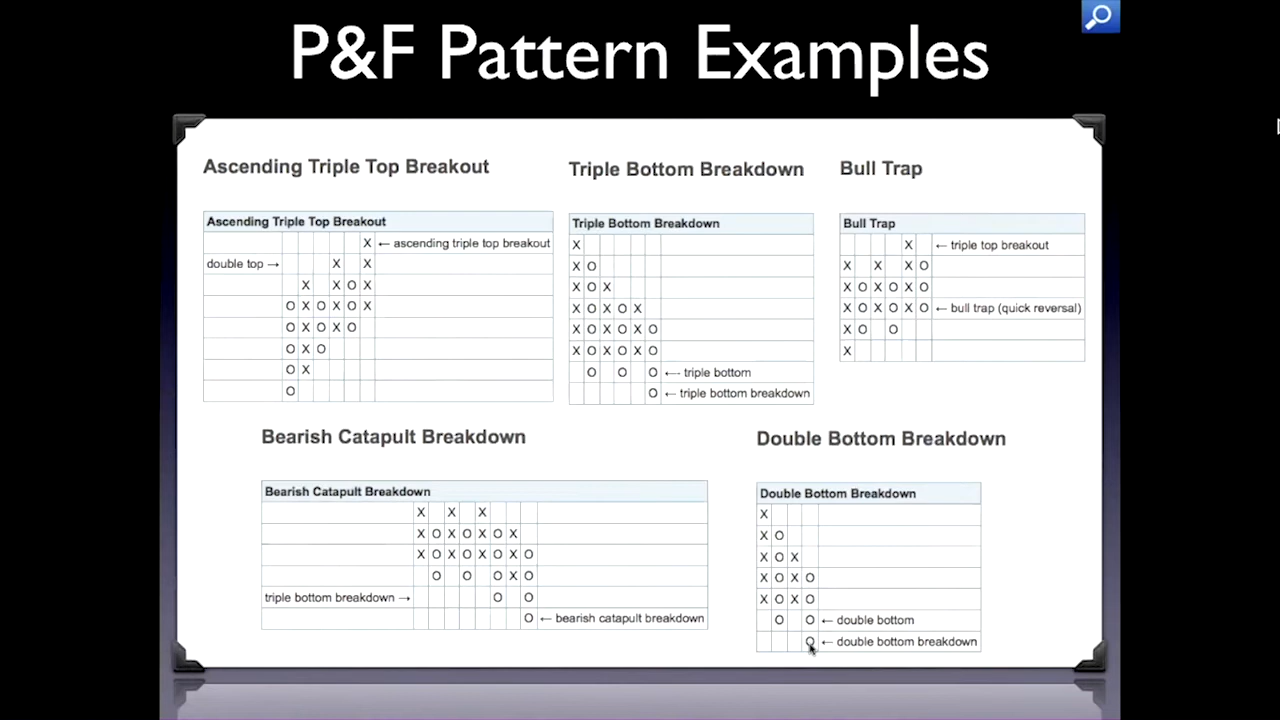 P&F Pattern Examples
Ascending Triple Top Breakout
Ascending Triple Top Breakout
X ← ascending triple top breakout
double top → X X
X X O X
O X O X O X
O X O X O
O X O
O X
O
Triple Bottom Breakdown
Triple Bottom Breakdown
X
X O
X O X
X O X O X
X O X O X O
X O X O X O
O O O ← triple bottom
O ← triple bottom breakdown
Bull Trap
Bull Trap
X ← triple top breakout
X X X O
X O X O X O
X O X O X O ← bull trap (quick reversal)
X O O
X
Bearish Catapult Breakdown
Bearish Catapult Breakdown
X X X
X O X O X O X
X O X O X O X O
O O O X O
triple bottom breakdown → O O
O ← bearish catapult breakdown
Double Bottom Breakdown
Double Bottom Breakdown
X
X O
X O X
X O X O
X O X O
O O ← double bottom
O ← double bottom breakdown